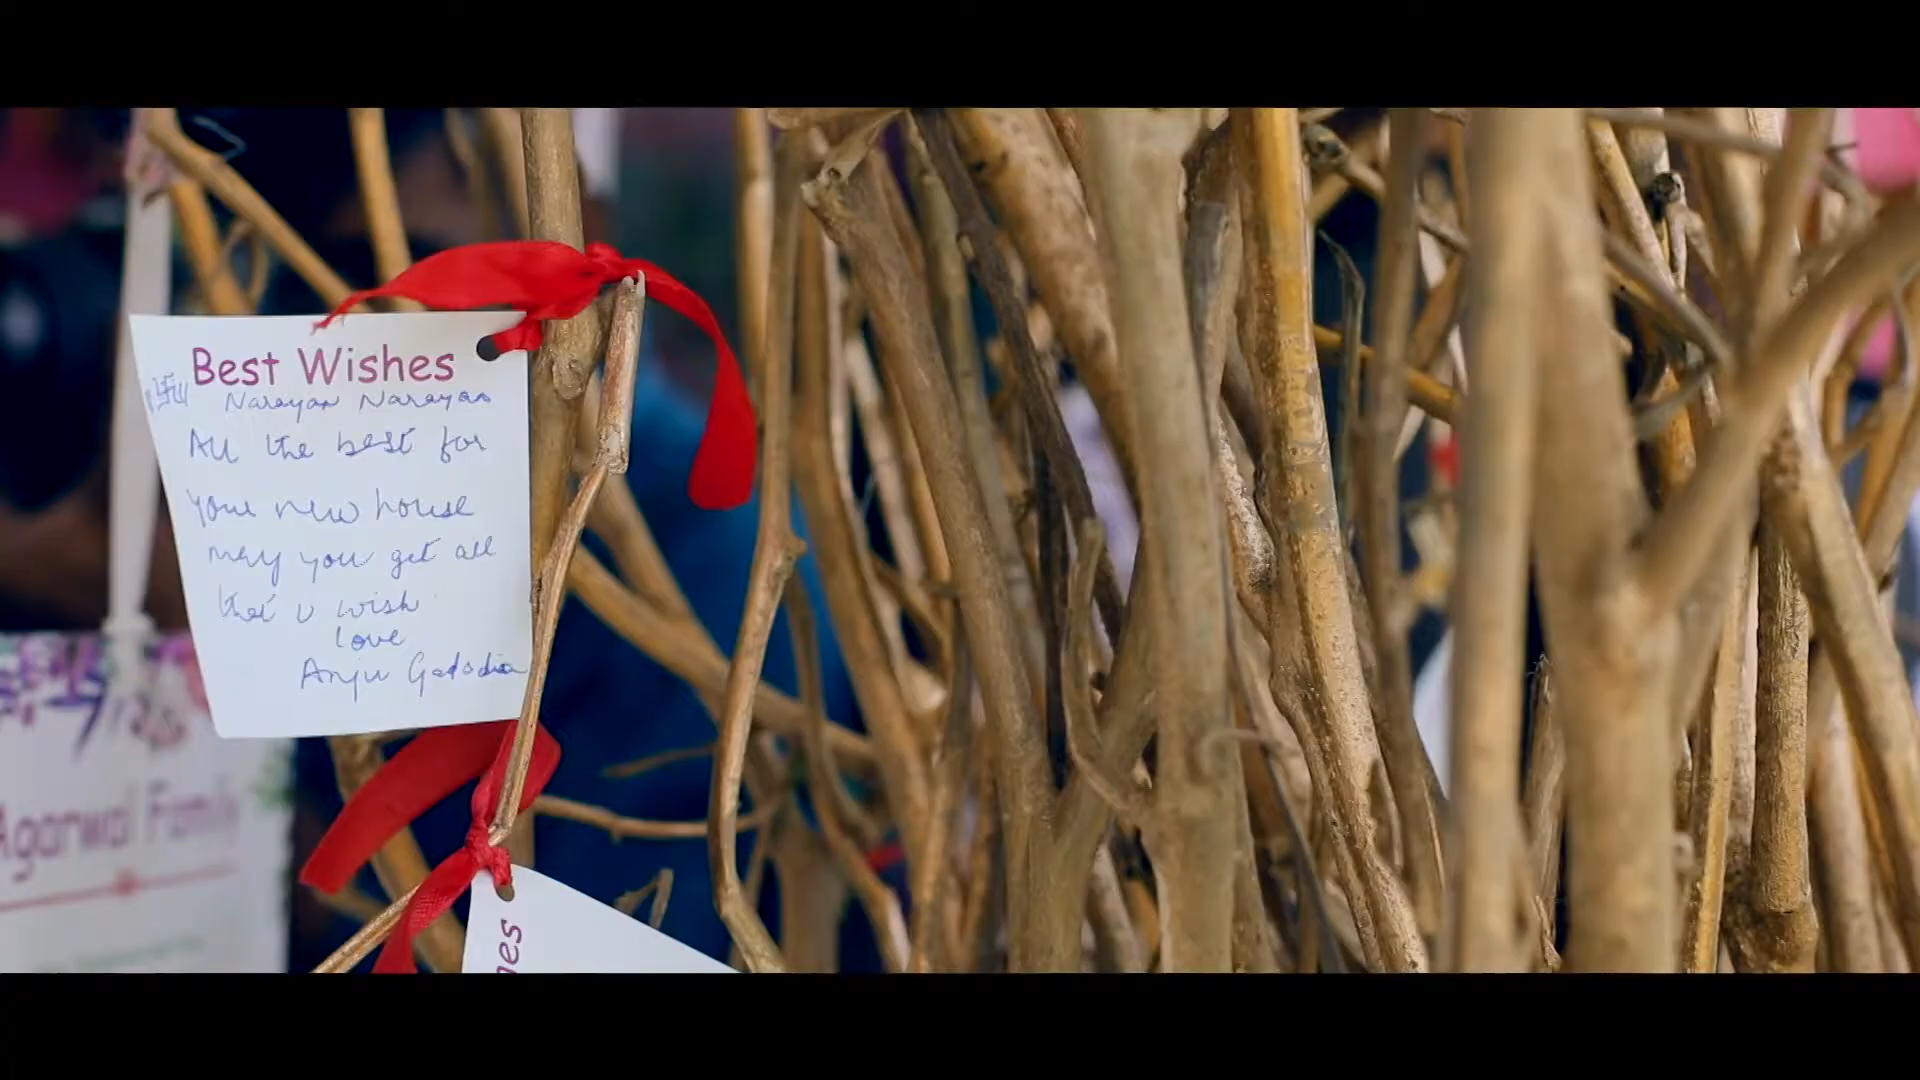 Best Wishes
Narayan Narayan
All the best for
your new house
may you get all
that u wish
Love
Anju Gadodia
Agarwal Family